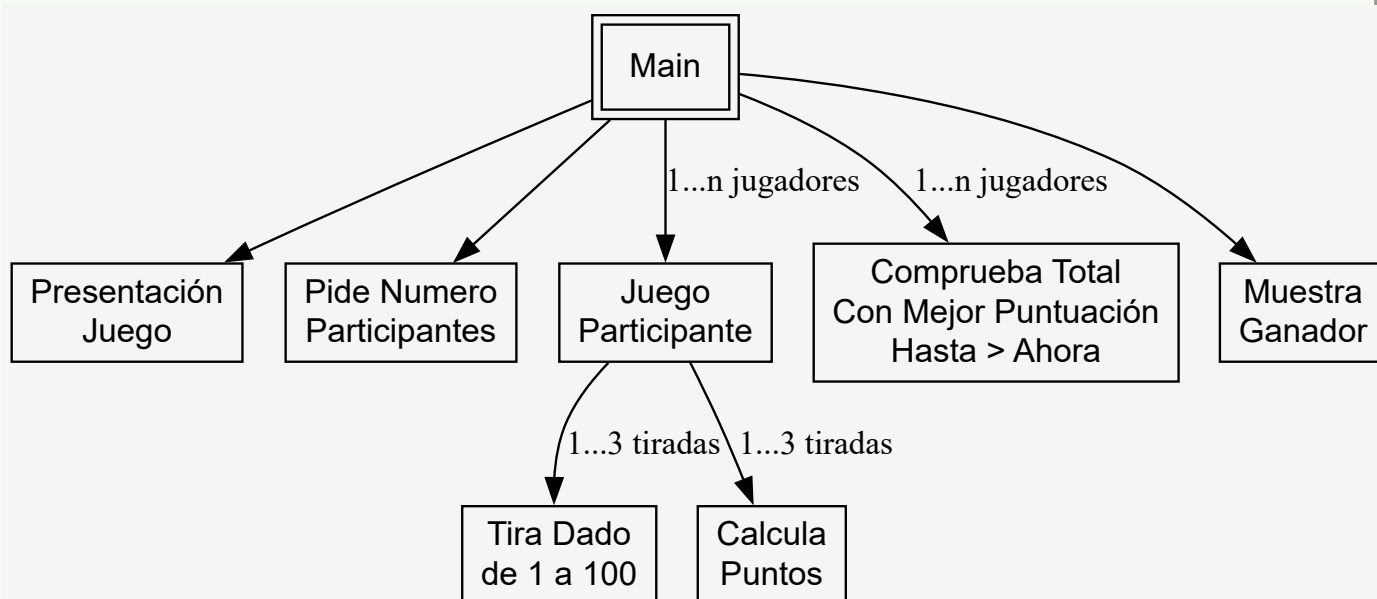 Main
1...n jugadores
1...n jugadores
Presentación
Juego
Pide Numero
Participantes
Juego
Participante
Comprueba Total
Con Mejor Puntuación
Hasta > Ahora
Muestra
Ganador
1...3 tiradas
1...3 tiradas
Tira Dado
de 1 a 100
Calcula
Puntos